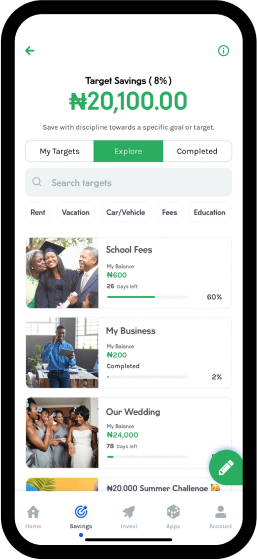 Target Savings ( 8% )
₦20,100.00
Save with discipline towards a specific goal or target.
My Targets Explore Completed
Search targets
Rent Vacation Car/Vehicle Fees Education
School Fees
My Balance
₦600
26 Days left
60%
My Business
My Balance
₦200
Completed
2%
Our Wedding
My Balance
₦24,000
78 Days left
₦20,000 Summer Challenge 🥳
Home Savings Invest Apps Account